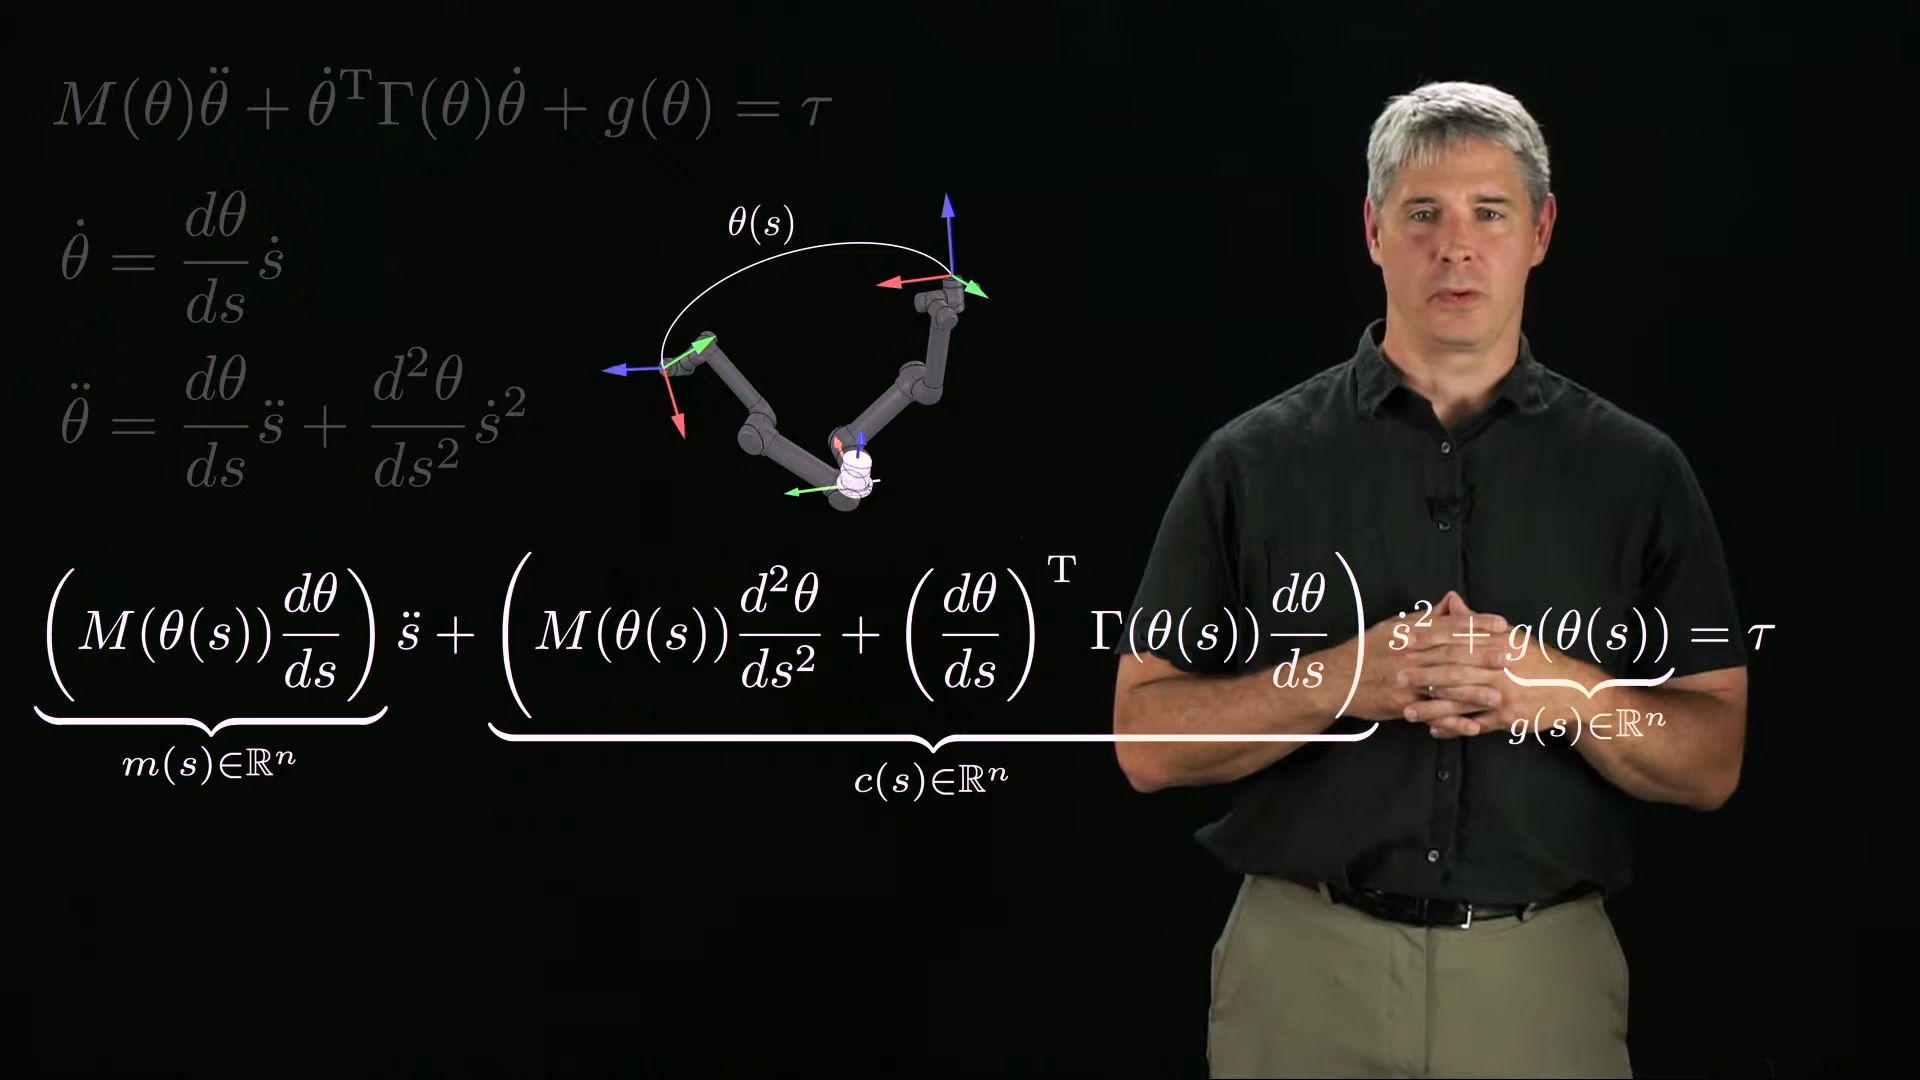 M(θ)θ̈ + θ̇ᵀΓ(θ)θ̇ + g(θ) = τ
θ̇ = dθ/ds ṡ
θ(s)
θ̈ = dθ/ds s̈ + d²θ/ds² ṡ²
(M(θ(s)) dθ/ds) s̈ + (M(θ(s)) d²θ/ds² + (dθ/ds)ᵀ Γ(θ(s)) dθ/ds) ṡ² + g(θ(s)) = τ
m(s)∈ℝⁿ c(s)∈ℝⁿ g(s)∈ℝⁿ